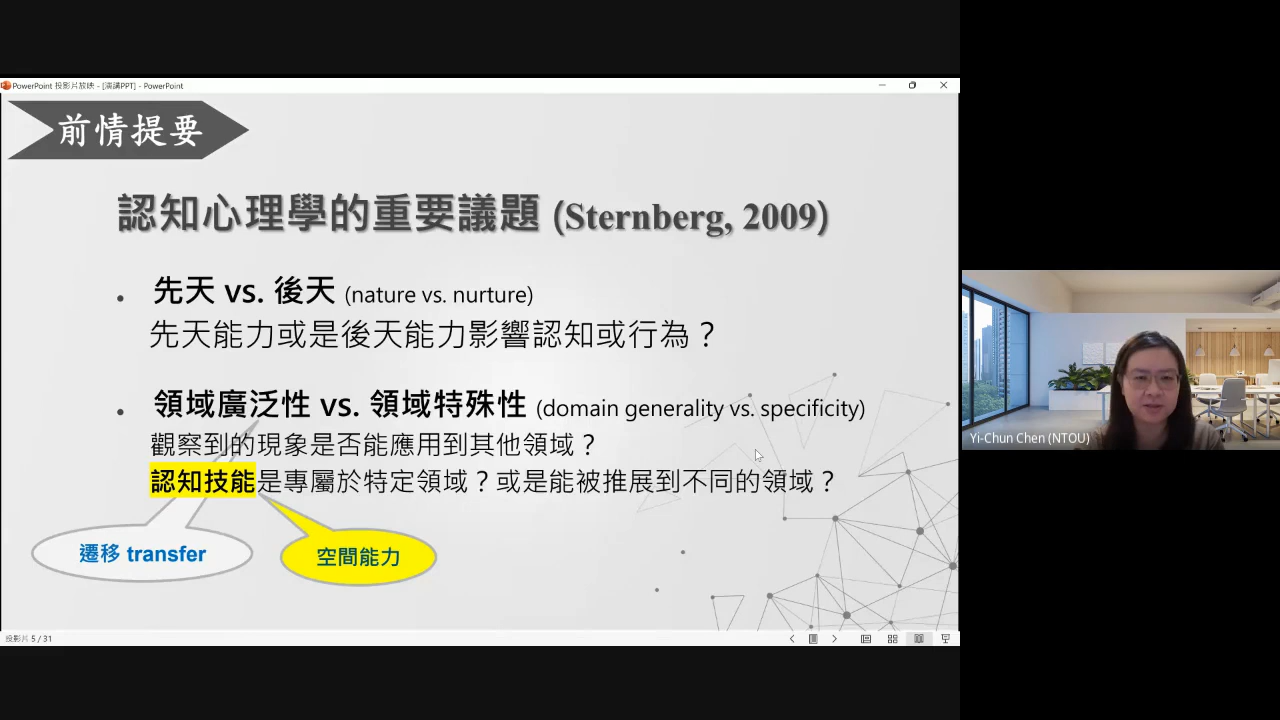 PowerPoint 投影片放映 - [演講PPT] - PowerPoint
前情提要
認知心理學的重要議題 (Sternberg, 2009)
• 先天 vs. 後天 (nature vs. nurture)
先天能力或是後天能力影響認知或行為？
• 領域廣泛性 vs. 領域特殊性 (domain generality vs. specificity)
觀察到的現象是否能應用到其他領域？
認知技能是專屬於特定領域？或是能被推展到不同的領域？
遷移 transfer
空間能力
投影片 5 / 31
Yi-Chun Chen (NTOU)